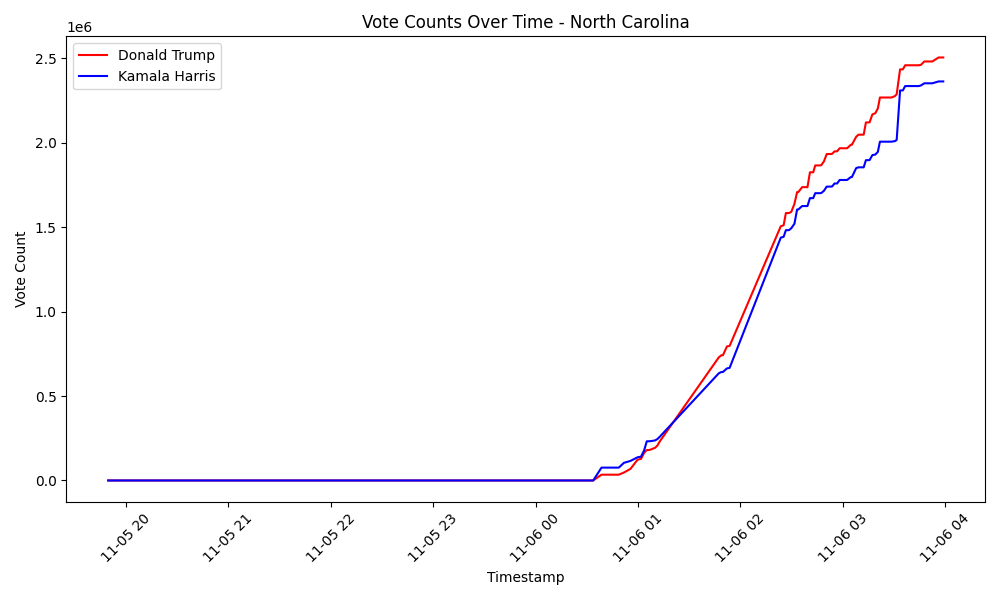 Vote Counts Over Time - North Carolina
1e6
Donald Trump
Kamala Harris
2.5
2.0
1.5
1.0
0.5
0.0
Vote Count
11-05 20
11-05 21
11-05 22
11-05 23
11-06 00
11-06 01
11-06 02
11-06 03
11-06 04
Timestamp